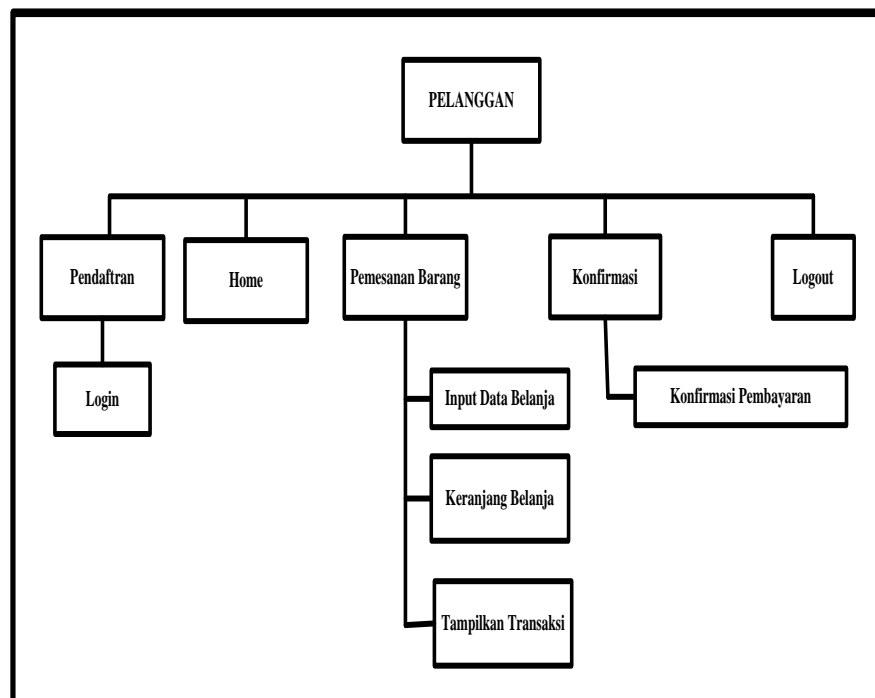 PELANGGAN
Pendaftran
Home
Pemesanan Barang
Konfirmasi
Logout
Login
Input Data Belanja
Konfirmasi Pembayaran
Keranjang Belanja
Tampilkan Transaksi